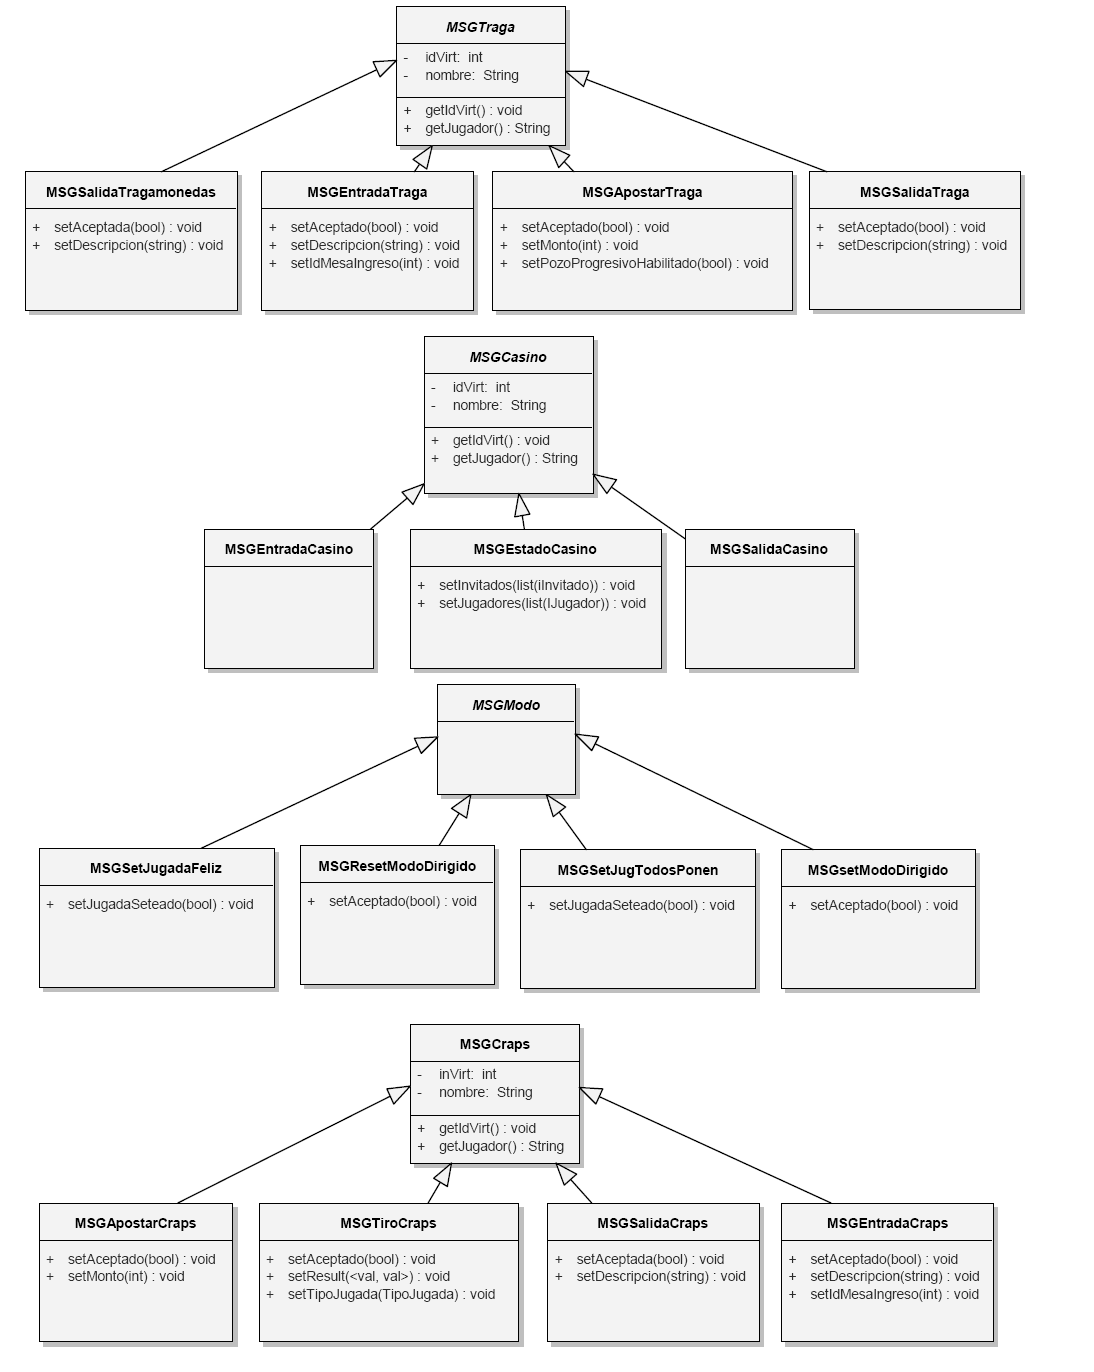 MSGTraga
- idVirt: int
- nombre: String
+ getIdVirt() : void
+ getJugador() : String
MSGSalidaTragamonedas
+ setAceptada(bool) : void
+ setDescripcion(string) : void
MSGEntradaTraga
+ setAceptado(bool) : void
+ setDescripcion(string) : void
+ setIdMesaIngreso(int) : void
MSGApostarTraga
+ setAceptado(bool) : void
+ setMonto(int) : void
+ setPozoProgresivoHabilitado(bool) : void
MSGSalidaTraga
+ setAceptado(bool) : void
+ setDescripcion(string) : void
MSGCasino
- idVirt: int
- nombre: String
+ getIdVirt() : void
+ getJugador() : String
MSGEntradaCasino
MSGEstadoCasino
+ setInvitados(list(iInvitado)) : void
+ setJugadores(list(IJugador)) : void
MSGSalidaCasino
MSGModo
MSGSetJugadaFeliz
+ setJugadaSeteado(bool) : void
MSGResetModoDirigido
+ setAceptado(bool) : void
MSGSetJugTodosPonen
+ setJugadaSeteado(bool) : void
MSGsetModoDirigido
+ setAceptado(bool) : void
MSGCraps
- inVirt: int
- nombre: String
+ getIdVirt() : void
+ getJugador() : String
MSGApostarCraps
+ setAceptado(bool) : void
+ setMonto(int) : void
MSGTiroCraps
+ setAceptado(bool) : void
+ setResult(<val, val>) : void
+ setTipoJugada(TipoJugada) : void
MSGSalidaCraps
+ setAceptada(bool) : void
+ setDescripcion(string) : void
MSGEntradaCraps
+ setAceptado(bool) : void
+ setDescripcion(string) : void
+ setIdMesaIngreso(int) : void